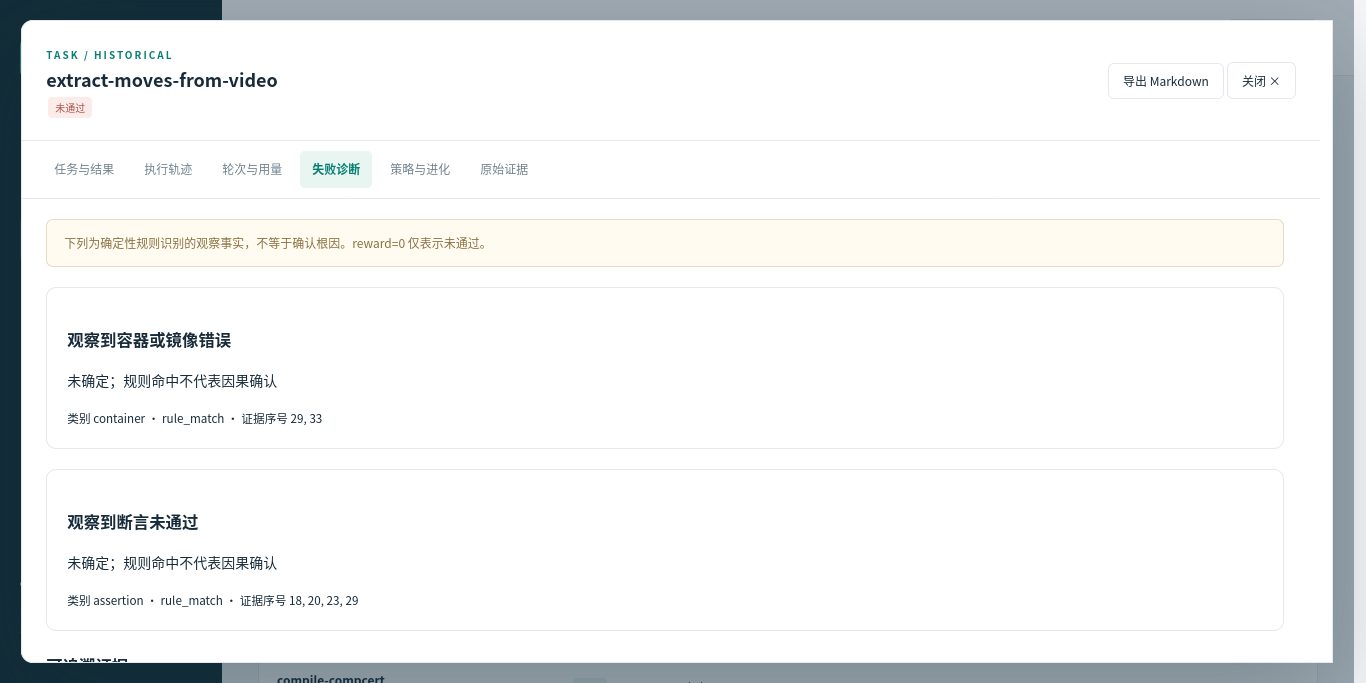 TASK / HISTORICAL
extract-moves-from-video
未通过
导出 Markdown
关闭 ×
任务与结果 执行轨迹 轮次与用量 失败诊断 策略与进化 原始证据
下列为确定性规则识别的观察事实，不等于确认根因。reward=0 仅表示未通过。
观察到容器或镜像错误
未确定；规则命中不代表因果确认
类别 container · rule_match · 证据序号 29, 33
观察到断言未通过
未确定；规则命中不代表因果确认
类别 assertion · rule_match · 证据序号 18, 20, 23, 29
compile-compcert